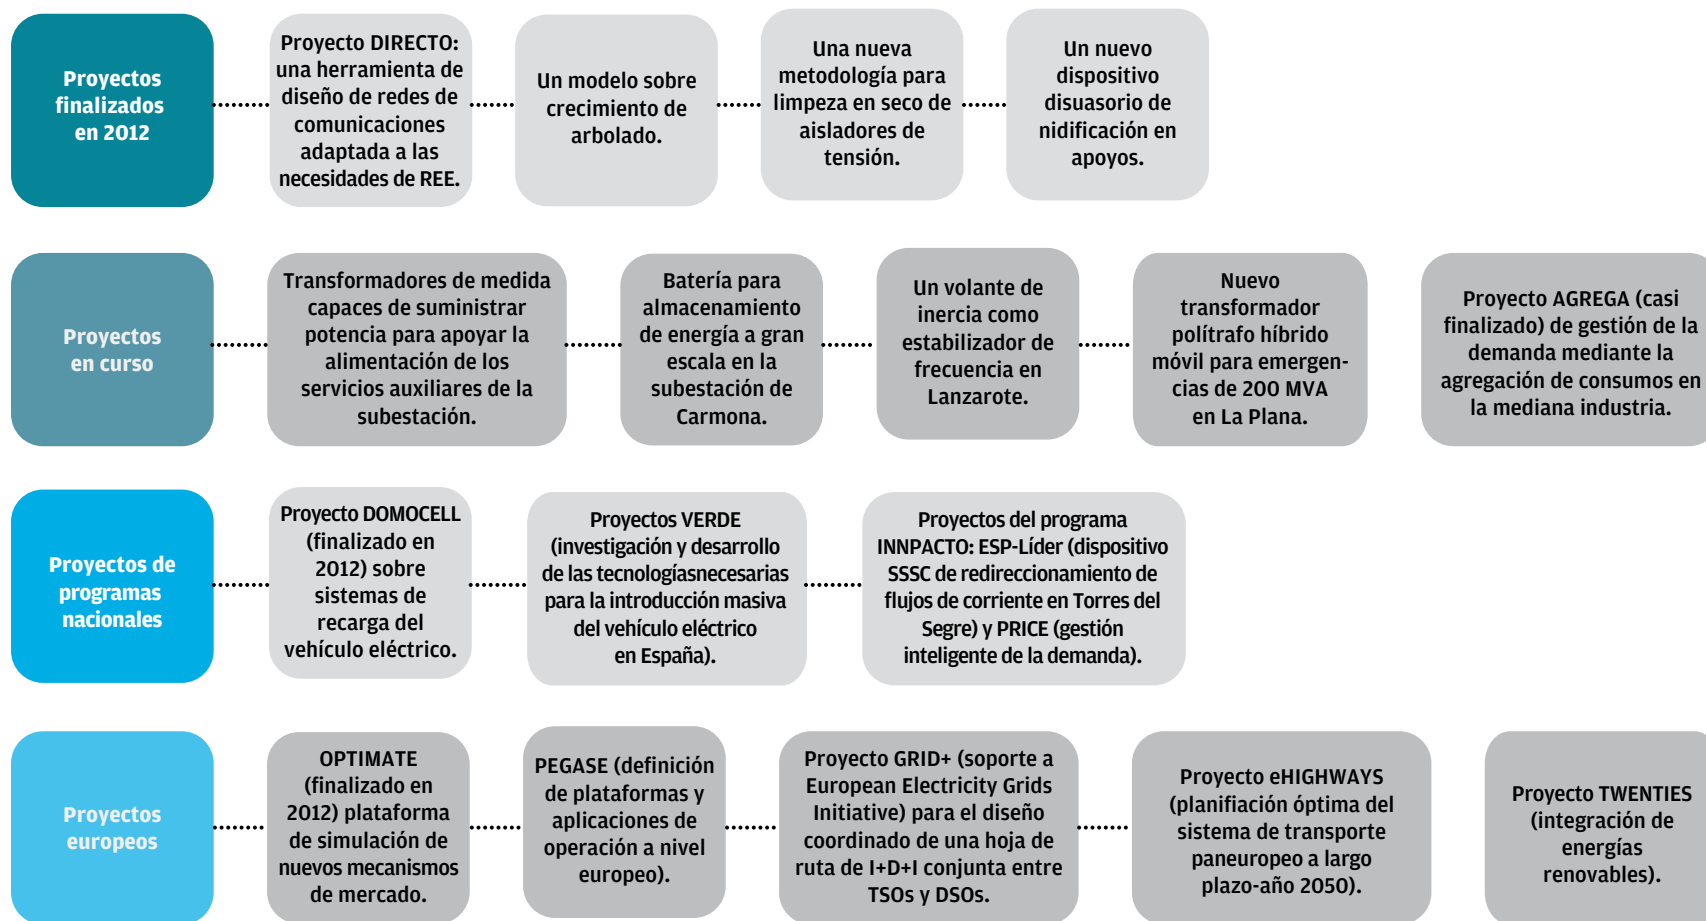 Proyectos
finalizados
en 2012
Proyecto DIRECTO:
una herramienta de
diseño de redes de
comunicaciones
adaptada a las
necesidades de REE.
Un modelo sobre
crecimiento de
arbolado.
Una nueva
metodología para
limpeza en seco de
aisladores de
tensión.
Un nuevo
dispositivo
disuasorio de
nidificación en
apoyos.
Proyectos
en curso
Transformadores de medida
capaces de suministrar
potencia para apoyar la
alimentación de los
servicios auxiliares de la
subestación.
Batería para
almacenamiento
de energía a gran
escala en la
subestación de
Carmona.
Un volante de
inercia como
estabilizador de
frecuencia en
Lanzarote.
Nuevo
transformador
polítrafo híbrido
móvil para emergen-
cias de 200 MVA
en La Plana.
Proyecto AGREGA (casi
finalizado) de gestión de la
demanda mediante la
agregación de consumos en
la mediana industria.
Proyectos de
programas
nacionales
Proyecto DOMOCELL
(finalizado en
2012) sobre
sistemas de
recarga del
vehículo eléctrico.
Proyectos VERDE
(investigación y desarrollo
de las tecnologíasnecesarias
para la introducción masiva
del vehículo eléctrico
en España).
Proyectos del programa
INNPACTO: ESP-Líder (dispositivo
SSSC de redireccionamiento de
flujos de corriente en Torres del
Segre) y PRICE (gestión
inteligente de la demanda).
Proyectos
europeos
OPTIMATE
(finalizado en
2012) plataforma
de simulación de
nuevos mecanismos
de mercado.
PEGASE (definición
de plataformas y
aplicaciones de
operación a nivel
europeo).
Proyecto GRID+ (soporte a
European Electricity Grids
Initiative) para el diseño
coordinado de una hoja de
ruta de I+D+I conjunta entre
TSOs y DSOs.
Proyecto eHIGHWAYS
(planifiación óptima del
sistema de transporte
paneuropeo a largo
plazo-año 2050).
Proyecto TWENTIES
(integración de
energías
renovables).